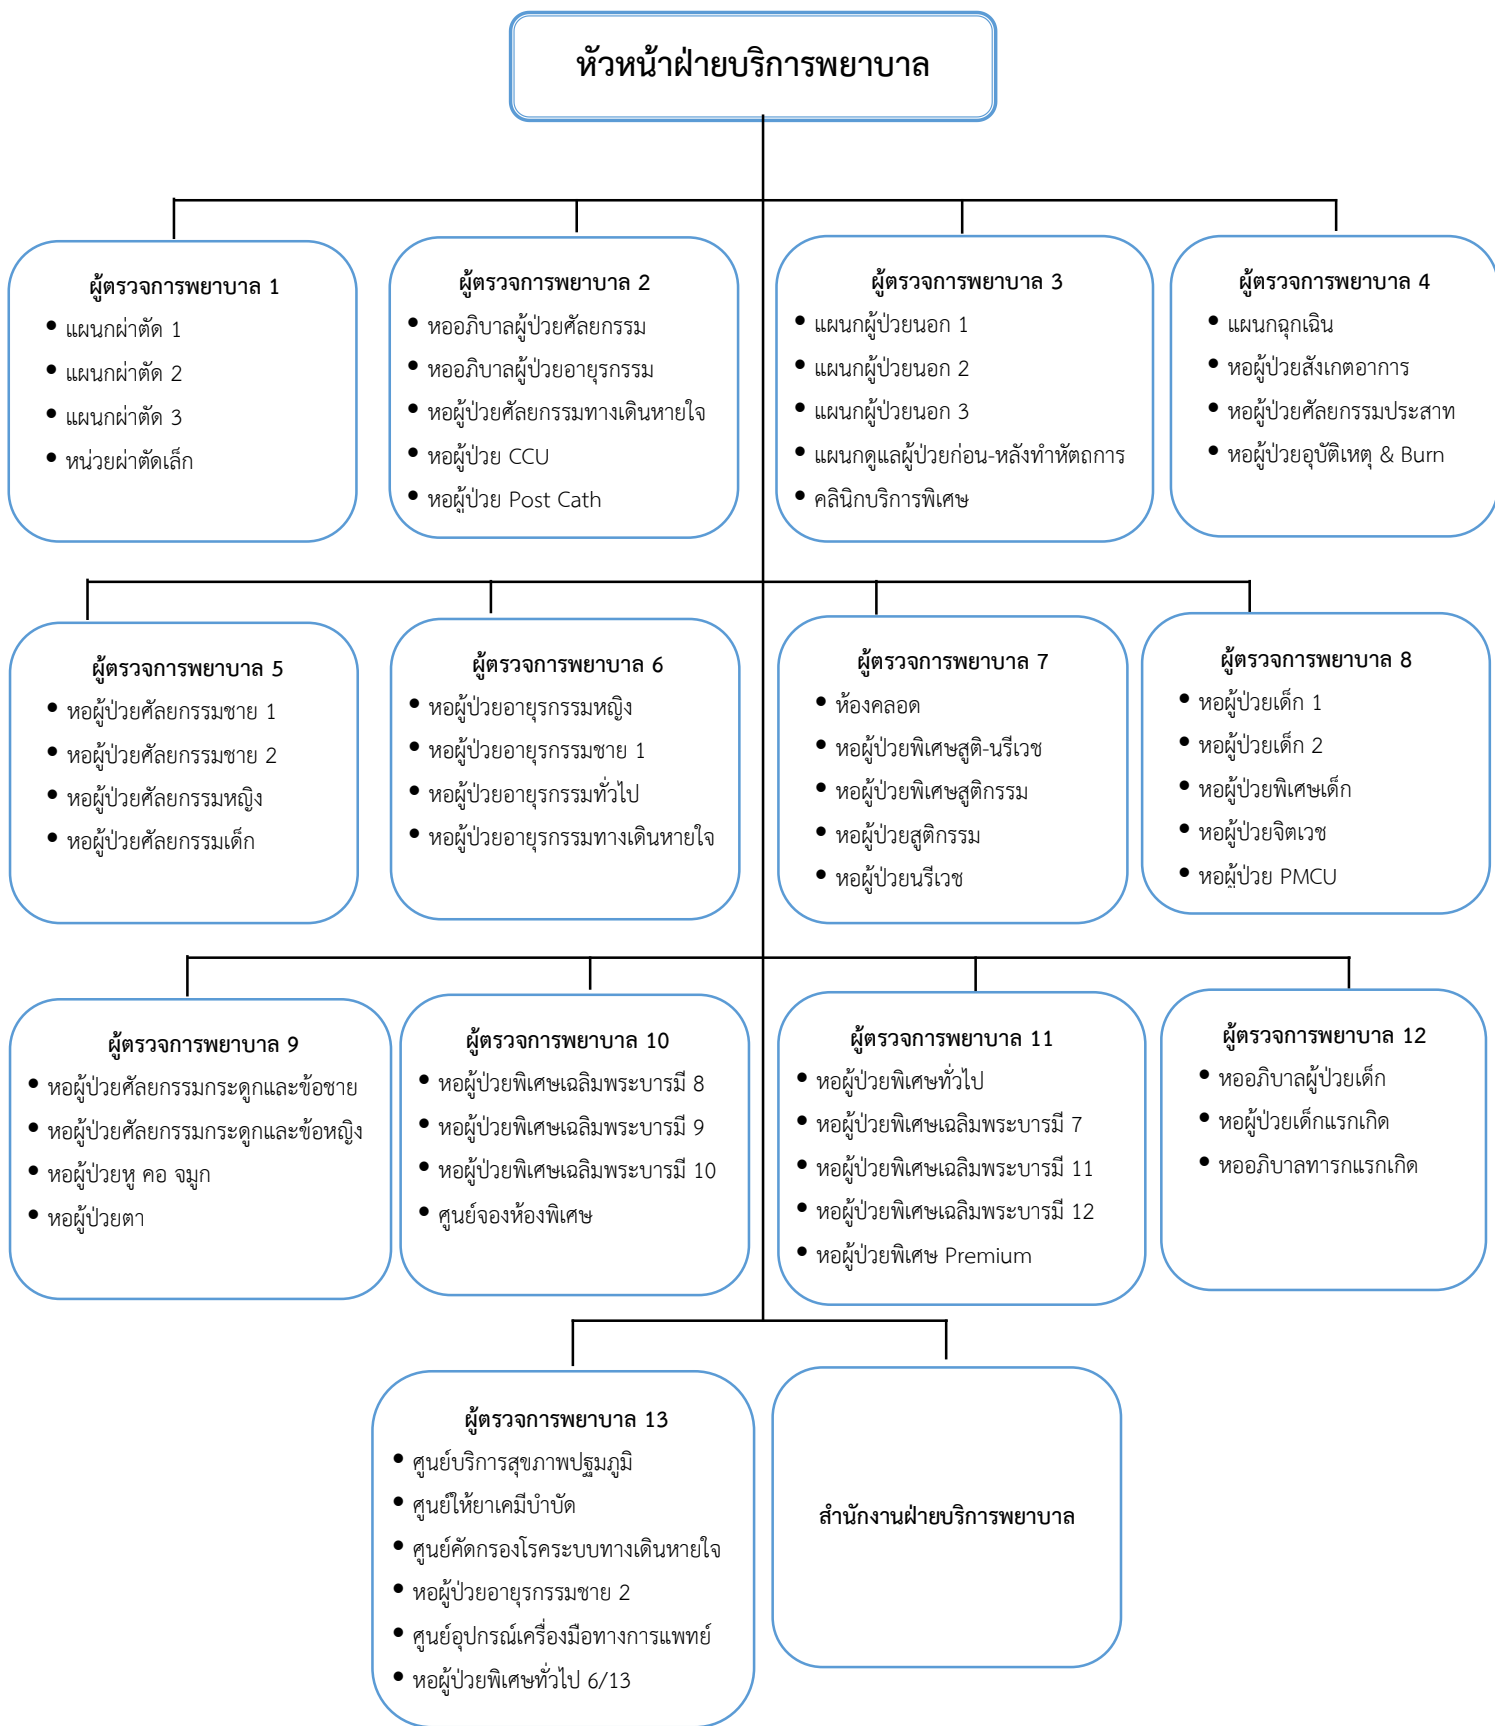 หัวหน้าฝ่ายบริการพยาบาล
ผู้ตรวจการพยาบาล 1
• แผนกผ่าตัด 1
• แผนกผ่าตัด 2
• แผนกผ่าตัด 3
• หน่วยผ่าตัดเล็ก
ผู้ตรวจการพยาบาล 2
• หออภิบาลผู้ป่วยศัลยกรรม
• หออภิบาลผู้ป่วยอายุรกรรม
• หอผู้ป่วยศัลยกรรมทางเดินหายใจ
• หอผู้ป่วย CCU
• หอผู้ป่วย Post Cath
ผู้ตรวจการพยาบาล 3
• แผนกผู้ป่วยนอก 1
• แผนกผู้ป่วยนอก 2
• แผนกผู้ป่วยนอก 3
• แผนกดูแลผู้ป่วยก่อน-หลังทำหัตถการ
• คลินิกบริการพิเศษ
ผู้ตรวจการพยาบาล 4
• แผนกฉุกเฉิน
• หอผู้ป่วยสังเกตอาการ
• หอผู้ป่วยศัลยกรรมประสาท
• หอผู้ป่วยอุบัติเหตุ & Burn
ผู้ตรวจการพยาบาล 5
• หอผู้ป่วยศัลยกรรมชาย 1
• หอผู้ป่วยศัลยกรรมชาย 2
• หอผู้ป่วยศัลยกรรมหญิง
• หอผู้ป่วยศัลยกรรมเด็ก
ผู้ตรวจการพยาบาล 6
• หอผู้ป่วยอายุรกรรมหญิง
• หอผู้ป่วยอายุรกรรมชาย 1
• หอผู้ป่วยอายุรกรรมทั่วไป
• หอผู้ป่วยอายุรกรรมทางเดินหายใจ
ผู้ตรวจการพยาบาล 7
• ห้องคลอด
• หอผู้ป่วยพิเศษสูติ-นรีเวช
• หอผู้ป่วยพิเศษสูติกรรม
• หอผู้ป่วยสูติกรรม
• หอผู้ป่วยนรีเวช
ผู้ตรวจการพยาบาล 8
• หอผู้ป่วยเด็ก 1
• หอผู้ป่วยเด็ก 2
• หอผู้ป่วยพิเศษเด็ก
• หอผู้ป่วยจิตเวช
• หอผู้ป่วย PMCU
ผู้ตรวจการพยาบาล 9
• หอผู้ป่วยศัลยกรรมกระดูกและข้อชาย
• หอผู้ป่วยศัลยกรรมกระดูกและข้อหญิง
• หอผู้ป่วยหู คอ จมูก
• หอผู้ป่วยตา
ผู้ตรวจการพยาบาล 10
• หอผู้ป่วยพิเศษเฉลิมพระบารมี 8
• หอผู้ป่วยพิเศษเฉลิมพระบารมี 9
• หอผู้ป่วยพิเศษเฉลิมพระบารมี 10
• ศูนย์จองห้องพิเศษ
ผู้ตรวจการพยาบาล 11
• หอผู้ป่วยพิเศษทั่วไป
• หอผู้ป่วยพิเศษเฉลิมพระบารมี 7
• หอผู้ป่วยพิเศษเฉลิมพระบารมี 11
• หอผู้ป่วยพิเศษเฉลิมพระบารมี 12
• หอผู้ป่วยพิเศษ Premium
ผู้ตรวจการพยาบาล 12
• หออภิบาลผู้ป่วยเด็ก
• หอผู้ป่วยเด็กแรกเกิด
• หออภิบาลทารกแรกเกิด
ผู้ตรวจการพยาบาล 13
• ศูนย์บริการสุขภาพปฐมภูมิ
• ศูนย์ให้ยาเคมีบำบัด
• ศูนย์คัดกรองโรคระบบทางเดินหายใจ
• หอผู้ป่วยอายุรกรรมชาย 2
• ศูนย์อุปกรณ์เครื่องมือทางการแพทย์
• หอผู้ป่วยพิเศษทั่วไป 6/13
สำนักงานฝ่ายบริการพยาบาล